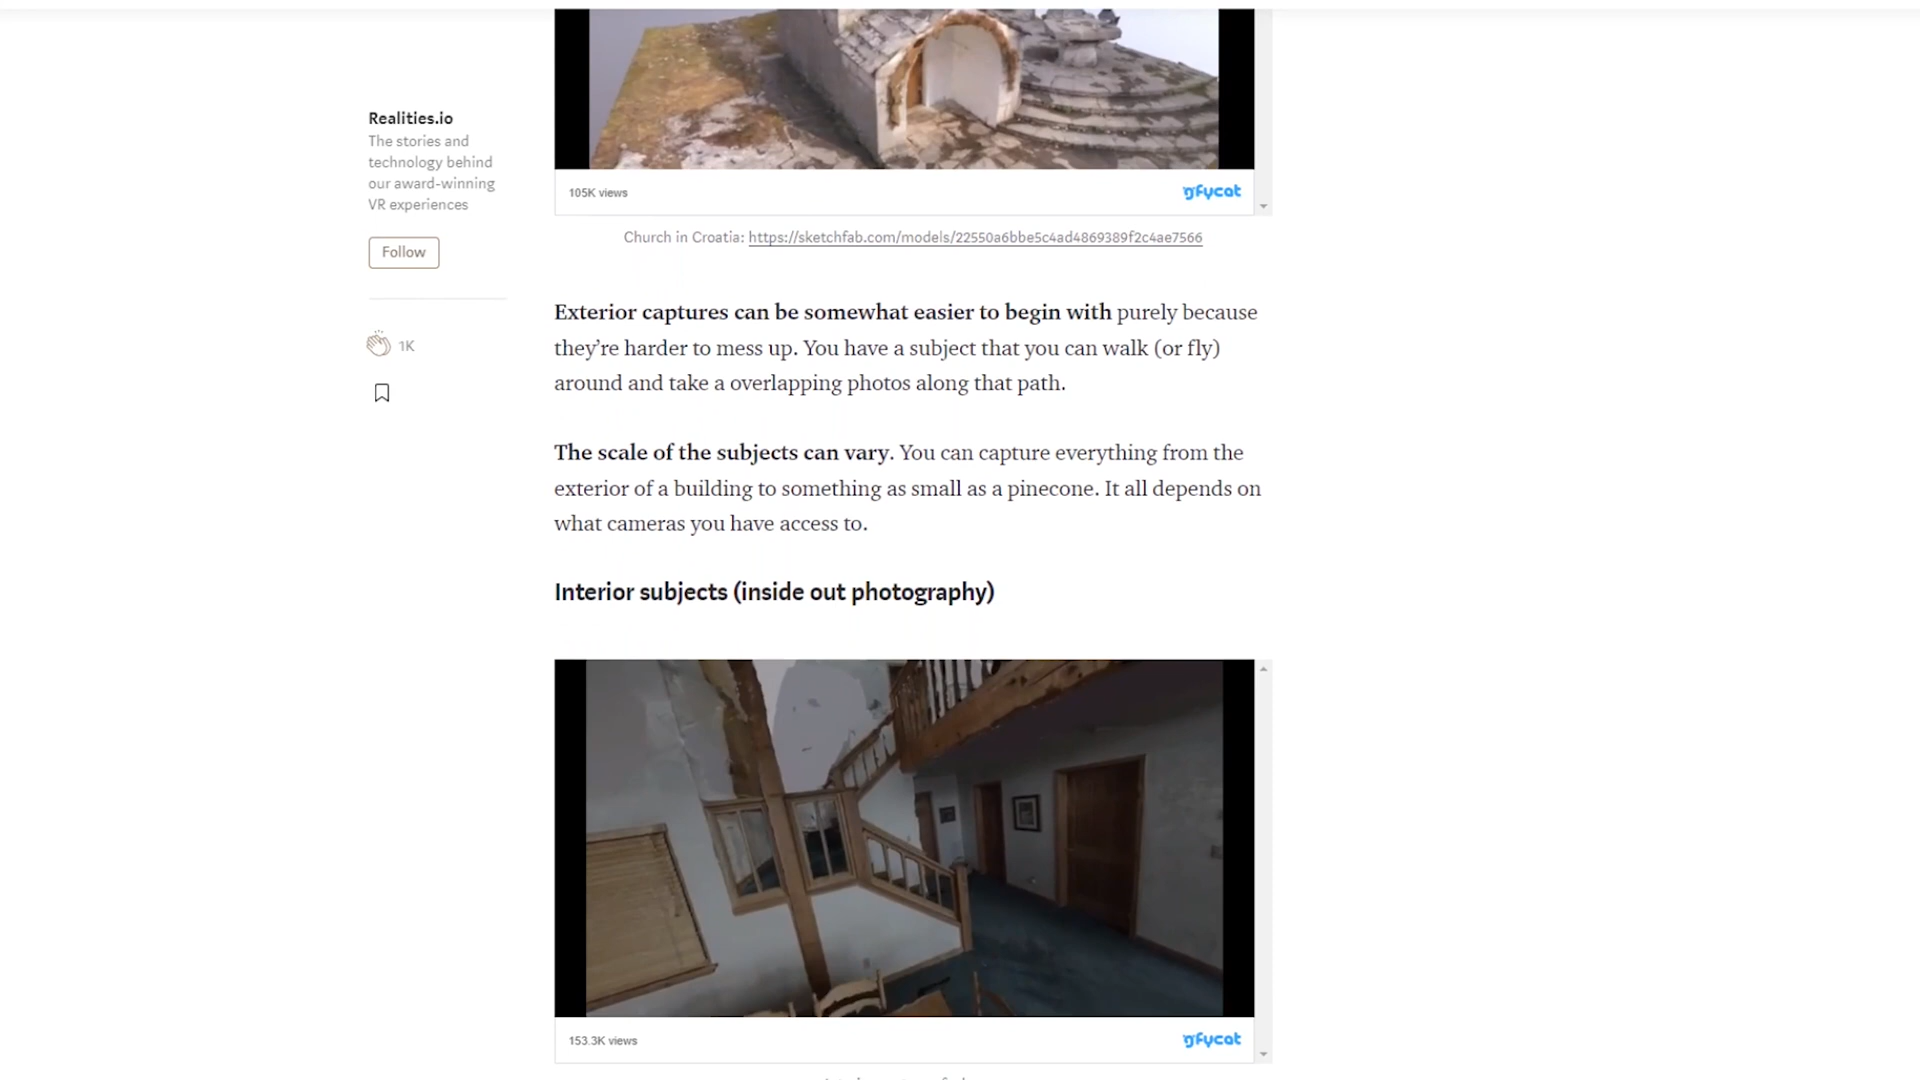 Realities.io
The stories and
technology behind
our award-winning
VR experiences
Follow
1K
105K views
gfycat
Church in Croatia: https://sketchfab.com/models/22550a6bbe5c4ad4869389f2c4ae7566
Exterior captures can be somewhat easier to begin with purely because
they’re harder to mess up. You have a subject that you can walk (or fly)
around and take a overlapping photos along that path.
The scale of the subjects can vary. You can capture everything from the
exterior of a building to something as small as a pinecone. It all depends on
what cameras you have access to.
Interior subjects (inside out photography)
153.3K views
gfycat